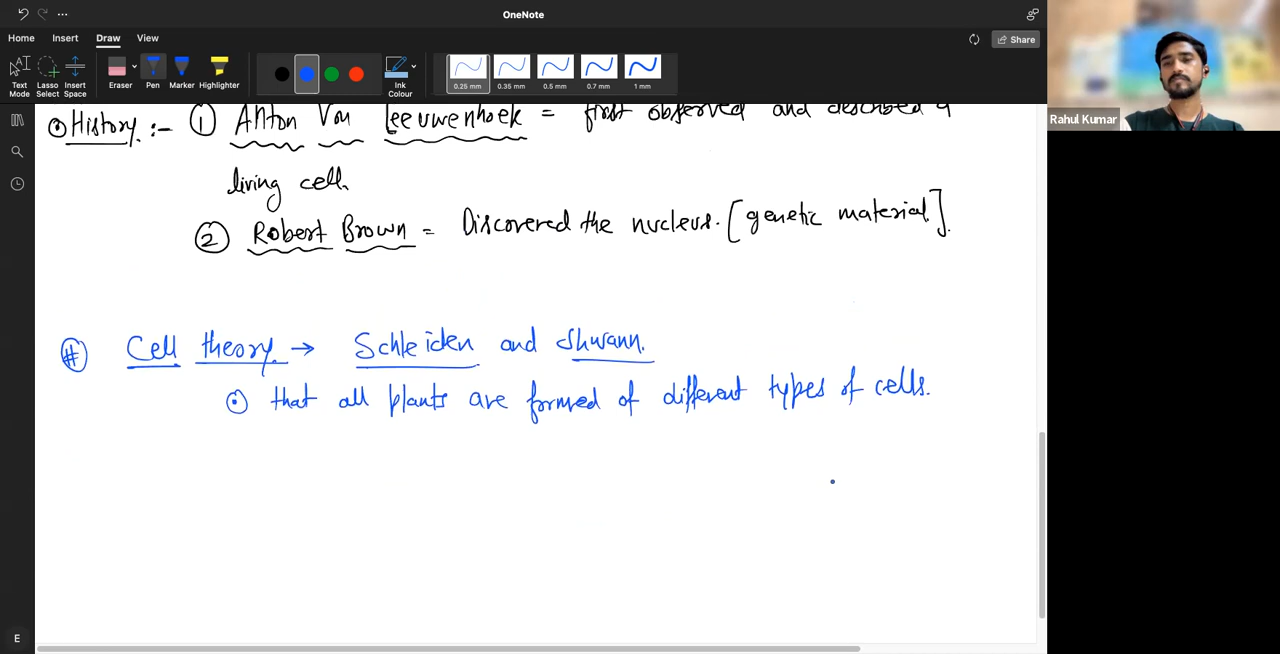 OneNote
Home Insert Draw View
Share
Text Mode Lasso Select Insert Space Eraser Pen Marker Highlighter Ink Colour 0.25 mm 0.35 mm 0.5 mm 0.7 mm 1 mm
History :- ① Anton Von Leeuwenhoek = first observed and described a
living cell.
② Robert Brown = Discovered the nucleus. [genetic material].
# Cell theory → Schleiden and Shwann.
that all plants are formed of different types of cells.
Rahul Kumar
E